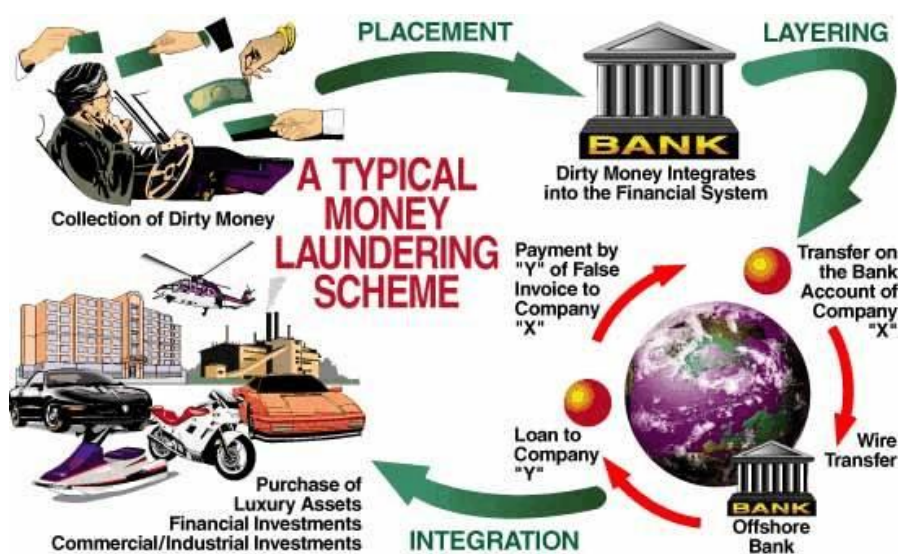 PLACEMENT
LAYERING
BANK
Dirty Money Integrates
into the Financial System
Collection of Dirty Money
A TYPICAL
MONEY
LAUNDERING
SCHEME
Payment by
"Y" of False
Invoice to
Company
"X"
Transfer on
the Bank
Account of
Company
"X"
Loan to
Company
"Y"
Wire
Transfer
BANK
Offshore
Bank
Purchase of
Luxury Assets
Financial Investments
Commercial/Industrial Investments
INTEGRATION